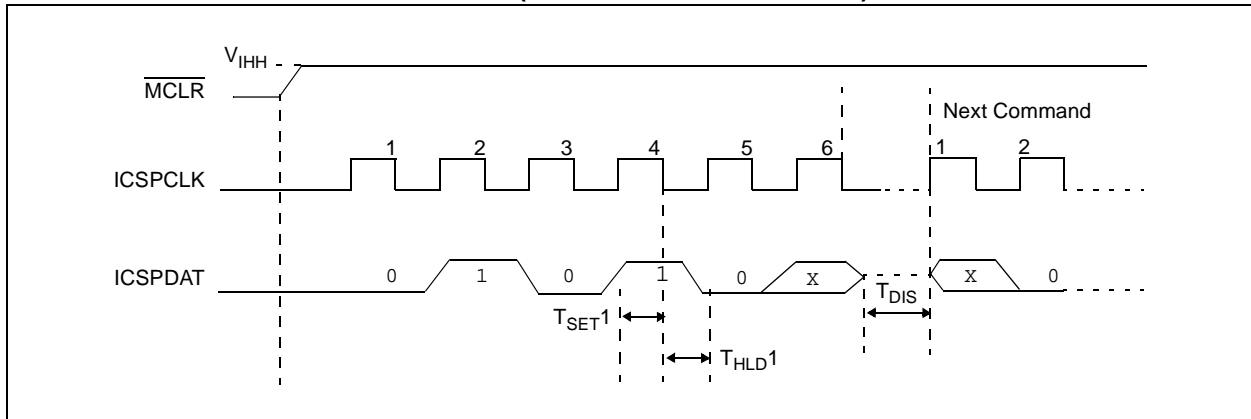 (
)
VIHH
MCLR
Next Command
1 2 3 4 5 6 1 2
ICSPCLK
ICSPDAT
0 1 0 1 0 X X 0
TDIS
TSET1
THLD1